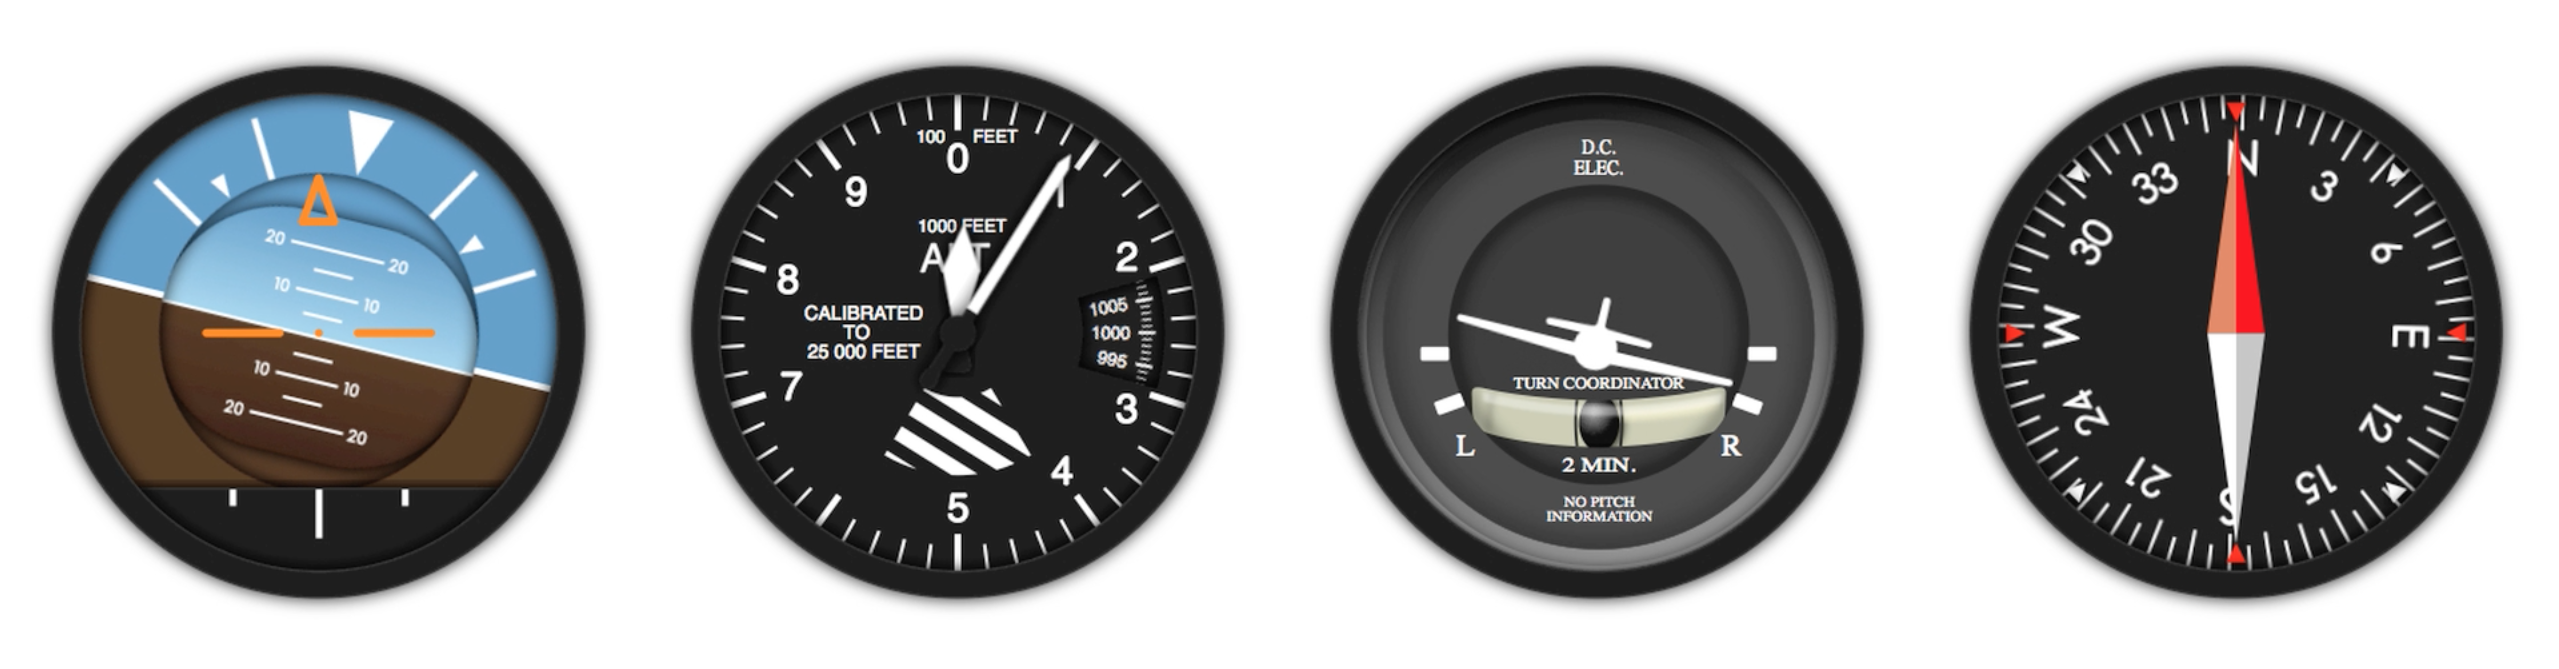 20 20
10 10
10 10
20 20
100 FEET
0
1
2
3
4
5
7
8
9
1000 FEET
ALT
CALIBRATED
TO
25 000 FEET
1005
1000
995
D.C.
ELEC.
TURN COORDINATOR
L R
2 MIN.
NO PITCH
INFORMATION
N
3
6
E
12
15
S
21
24
W
30
33